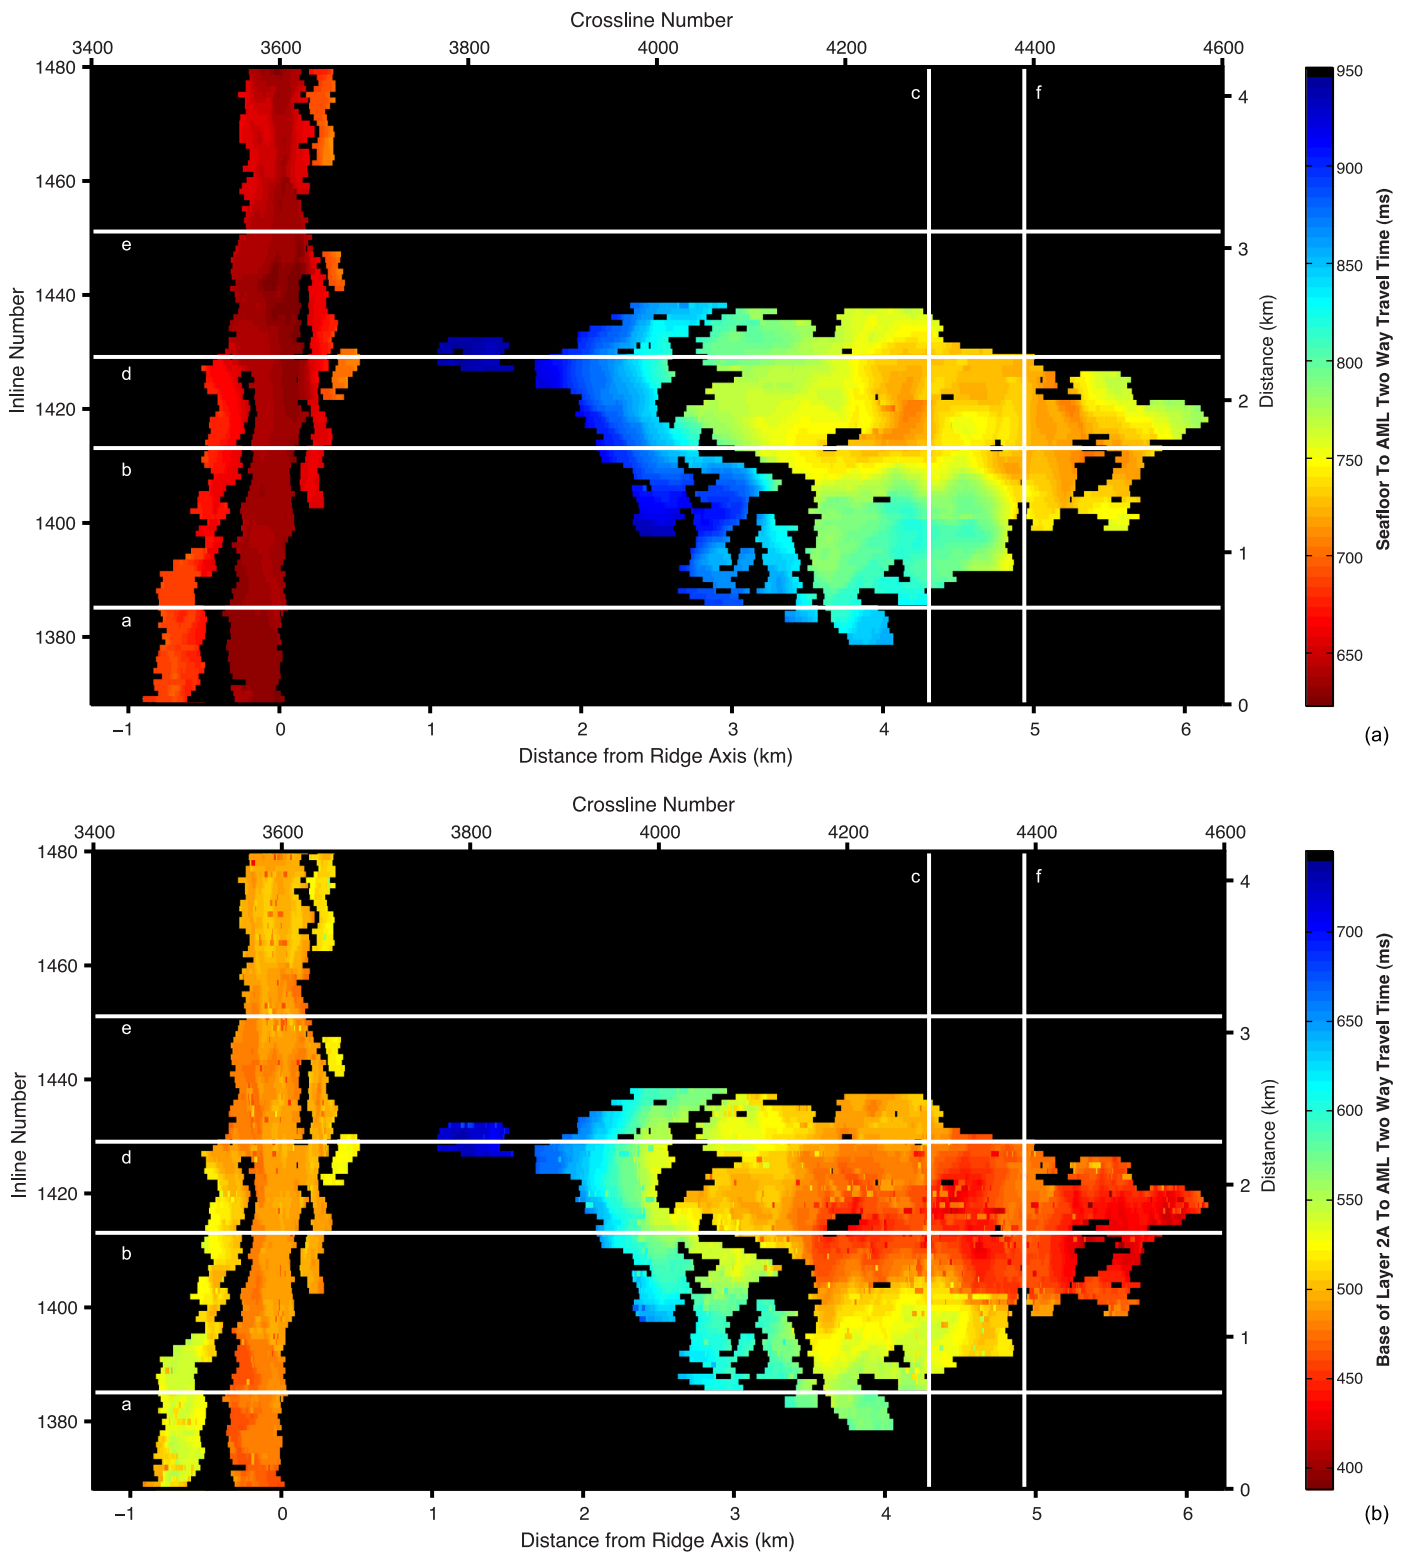 Crossline Number
3400 3600 3800 4000 4200 4400 4600
1480
1460
1440
1420
1400
1380
Inline Number
c
f
e
d
b
a
4
3
2
1
0
Distance (km)
−1 0 1 2 3 4 5 6
Distance from Ridge Axis (km)
950
900
850
800
750
700
650
Seafloor To AML Two Way Travel Time (ms)
(a)
Crossline Number
3400 3600 3800 4000 4200 4400 4600
1480
1460
1440
1420
1400
1380
Inline Number
c
f
e
d
b
a
4
3
2
1
0
Distance (km)
−1 0 1 2 3 4 5 6
Distance from Ridge Axis (km)
700
650
600
550
500
450
400
Base of Layer 2A To AML Two Way Travel Time (ms)
(b)